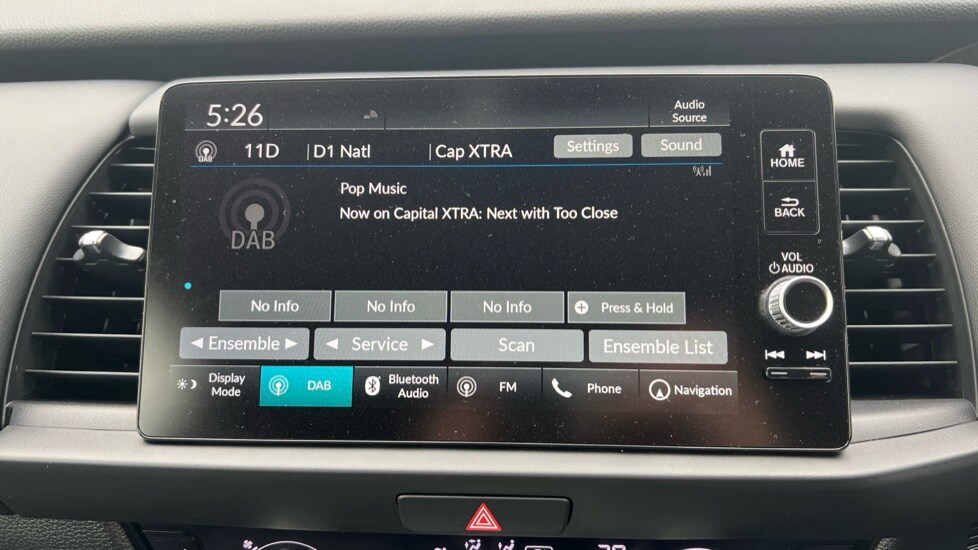 5:26
Audio
Source
DAB 11D D1 Natl Cap XTRA Settings Sound
HOME
Pop Music
Now on Capital XTRA: Next with Too Close
DAB
BACK
VOL
AUDIO
No Info No Info No Info Press & Hold
Ensemble Service Scan Ensemble List
Display
Mode
DAB
Bluetooth
Audio
FM
Phone
Navigation